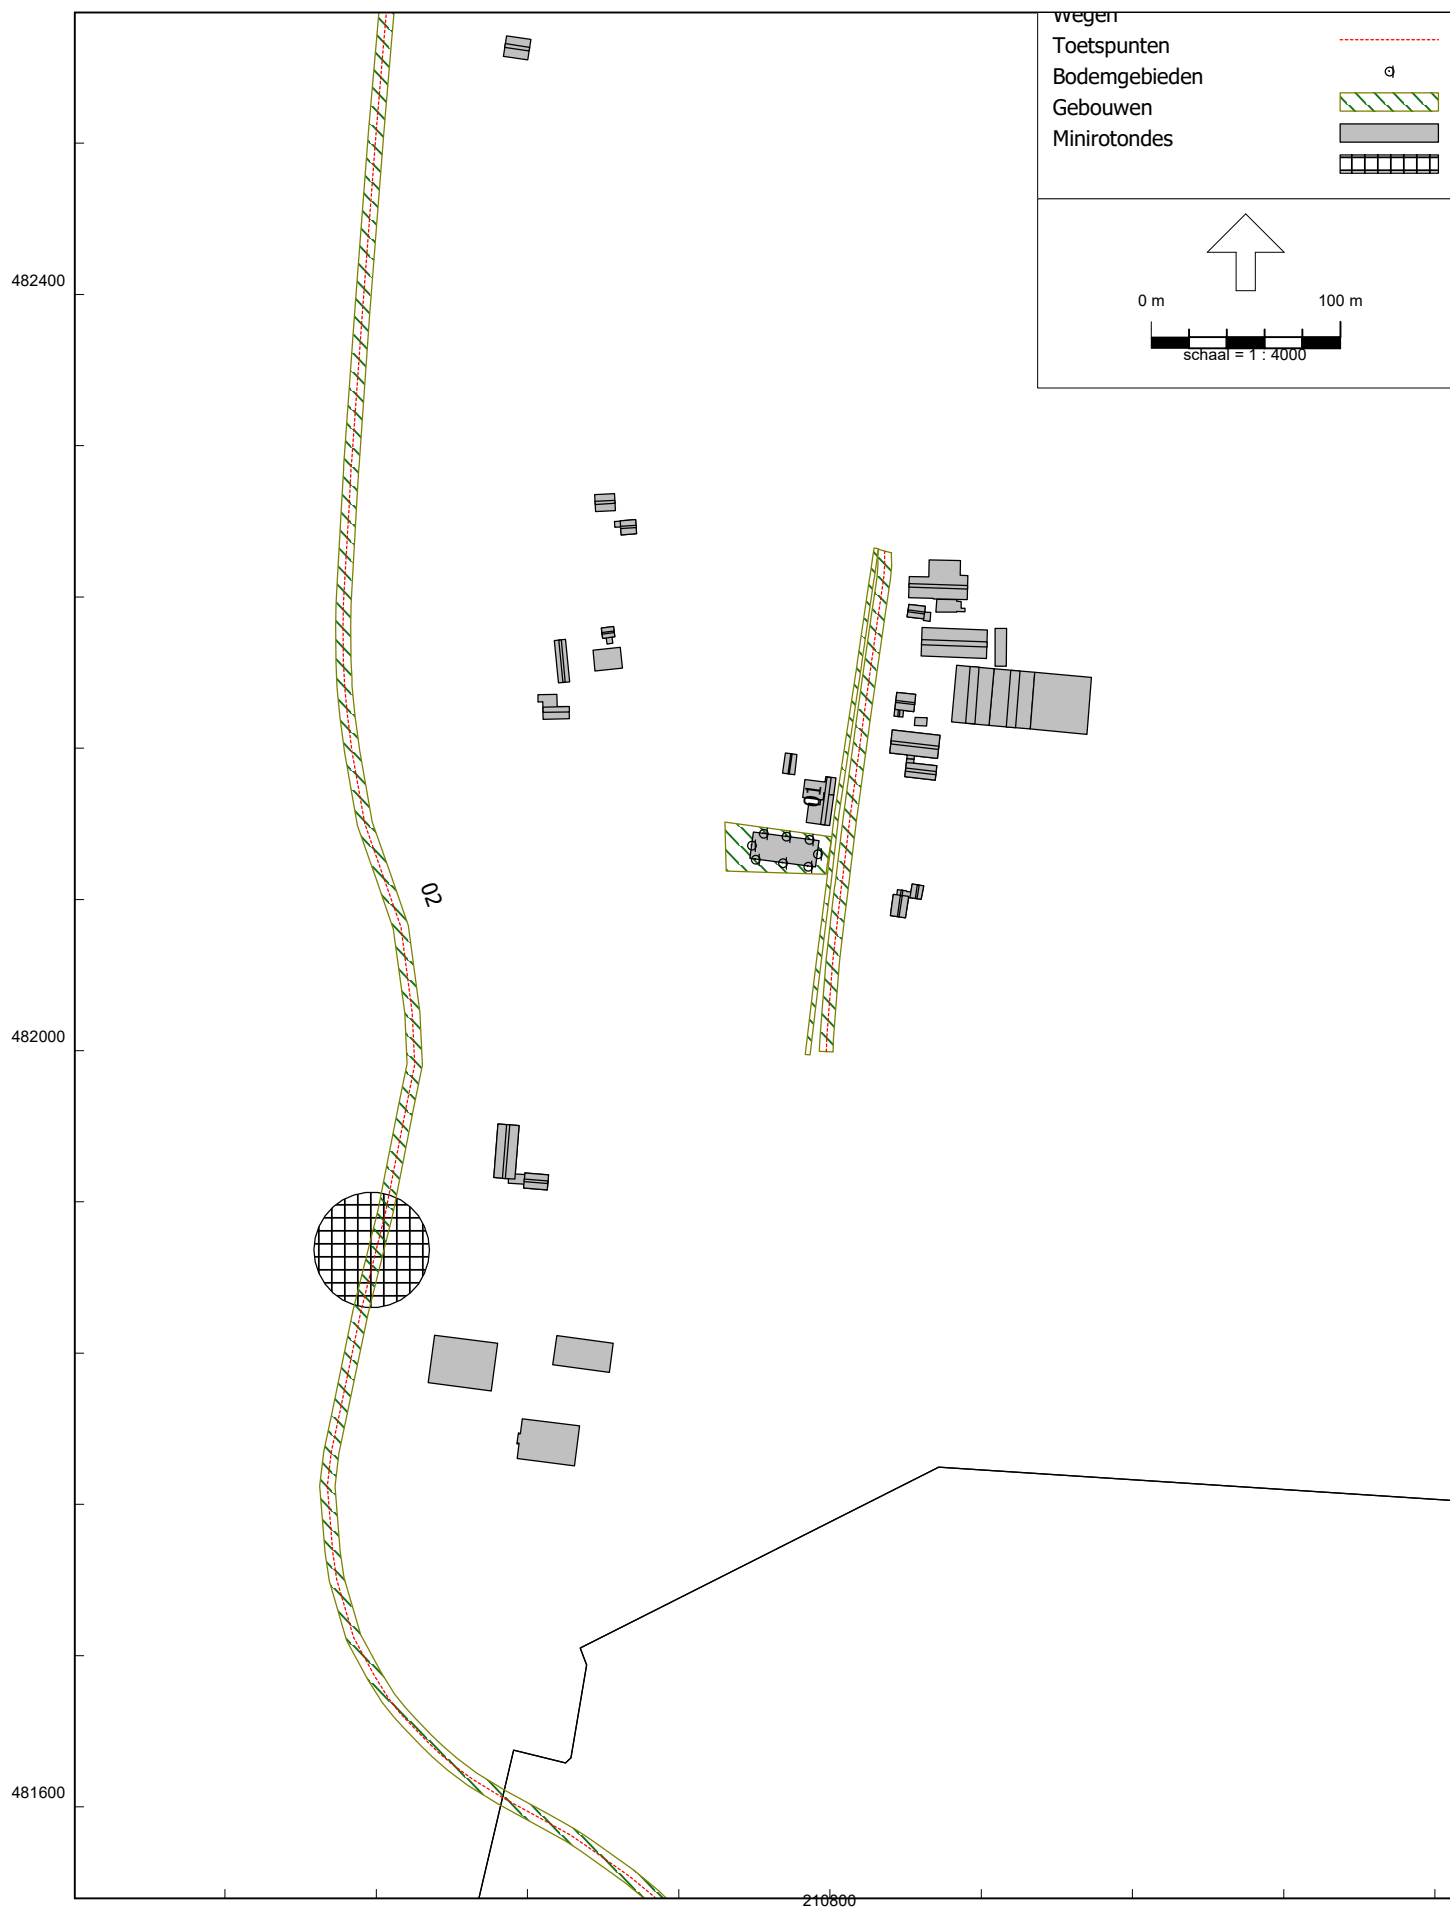 Wegen
Toetspunten
Bodemgebieden
Gebouwen
Minirotondes
482400
0 m 100 m
schaal = 1 : 4000
01
02
482000
481600
210800